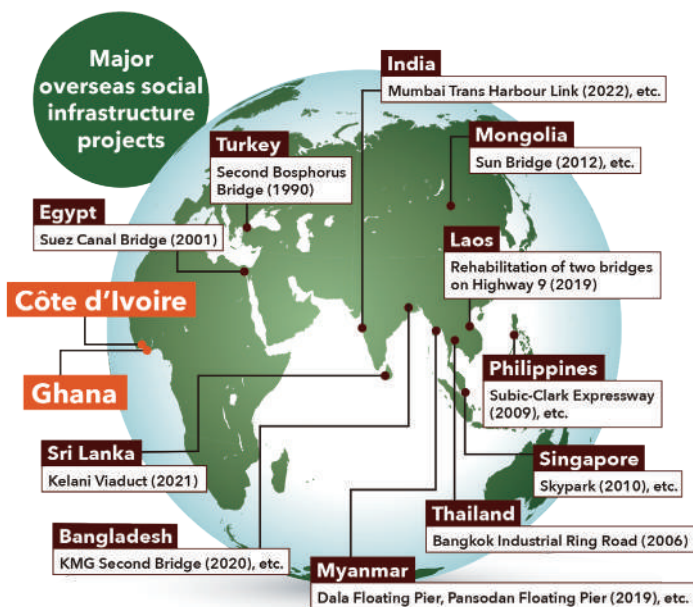 Major
overseas social
infrastructure
projects
India
Mumbai Trans Harbour Link (2022), etc.
Mongolia
Sun Bridge (2012), etc.
Turkey
Second Bosphorus
Bridge (1990)
Egypt
Suez Canal Bridge (2001)
Laos
Rehabilitation of two bridges
on Highway 9 (2019)
Côte d’Ivoire
Ghana
Philippines
Subic-Clark Expressway
(2009), etc.
Sri Lanka
Kelani Viaduct (2021)
Singapore
Skypark (2010), etc.
Thailand
Bangkok Industrial Ring Road (2006)
Bangladesh
KMG Second Bridge (2020), etc.
Myanmar
Dala Floating Pier, Pansodan Floating Pier (2019), etc.